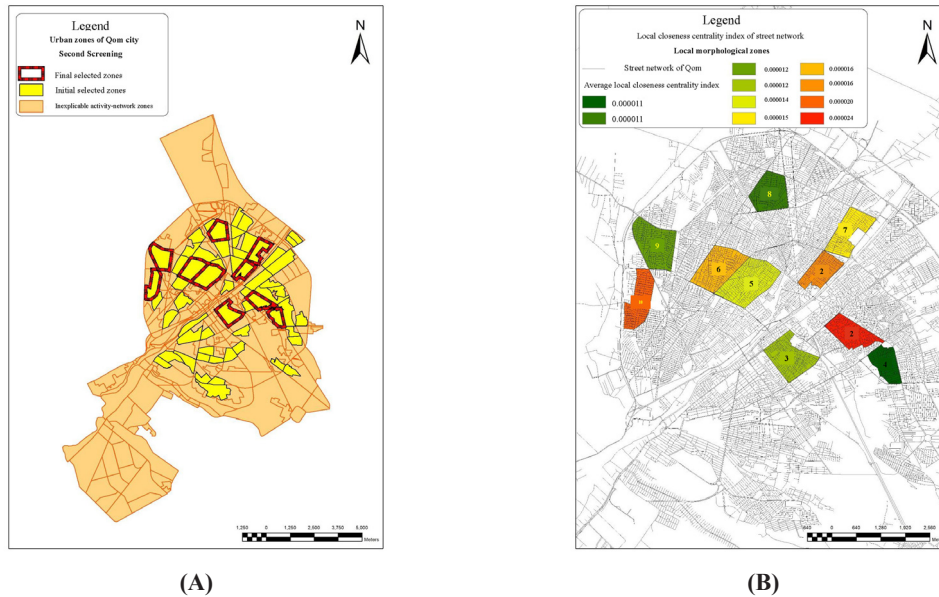 Legend
Urban zones of Qom city
Second Screening
Final selected zones
Initial selected zones
Inexplicable activity-network zones
N
1,250 0 1,250 2,500 3,750 5,000
Meters
(A)
Legend
Local closeness centrality index of street network
Local morphological zones
Street network of Qom
Average local closeness centrality index
0.000011
0.000011
0.000012
0.000012
0.000014
0.000015
0.000016
0.000016
0.000020
0.000024
N
8
7
9
6
2
5
2
3
640 0 640 1,280 1,920 2,560
Meters
(B)